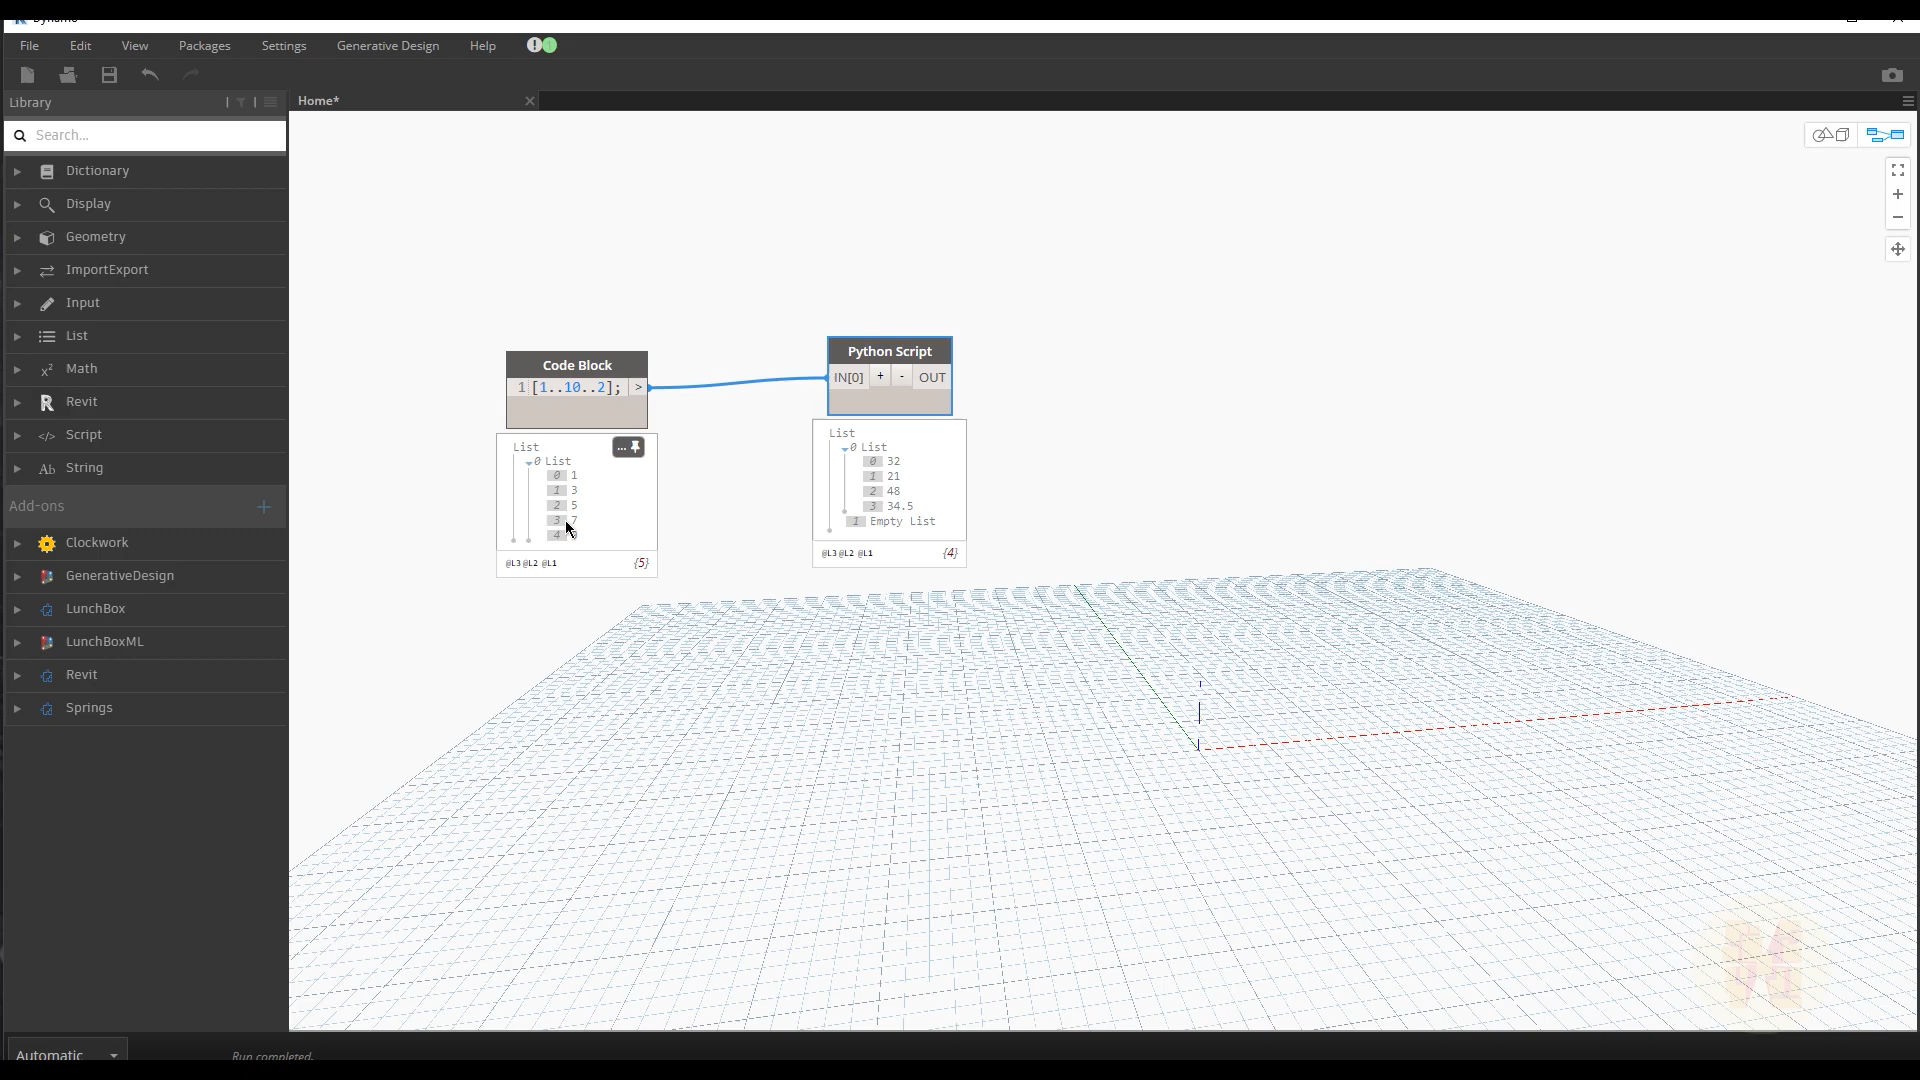 File Edit View Packages Settings Generative Design Help
Library
Home*
Search...
Dictionary
Display
Geometry
ImportExport
Input
List
Math
Revit
Script
String
Add-ons
Clockwork
GenerativeDesign
LunchBox
LunchBoxML
Revit
Springs
Code Block
1 [1..10..2]; >
List
0 List
0 1
1 3
2 5
3 7
4
@L3 @L2 @L1 {5}
Python Script
IN[0] + - OUT
List
0 List
0 32
1 21
2 48
3 34.5
1 Empty List
@L3 @L2 @L1 {4}
Automatic
Run completed.